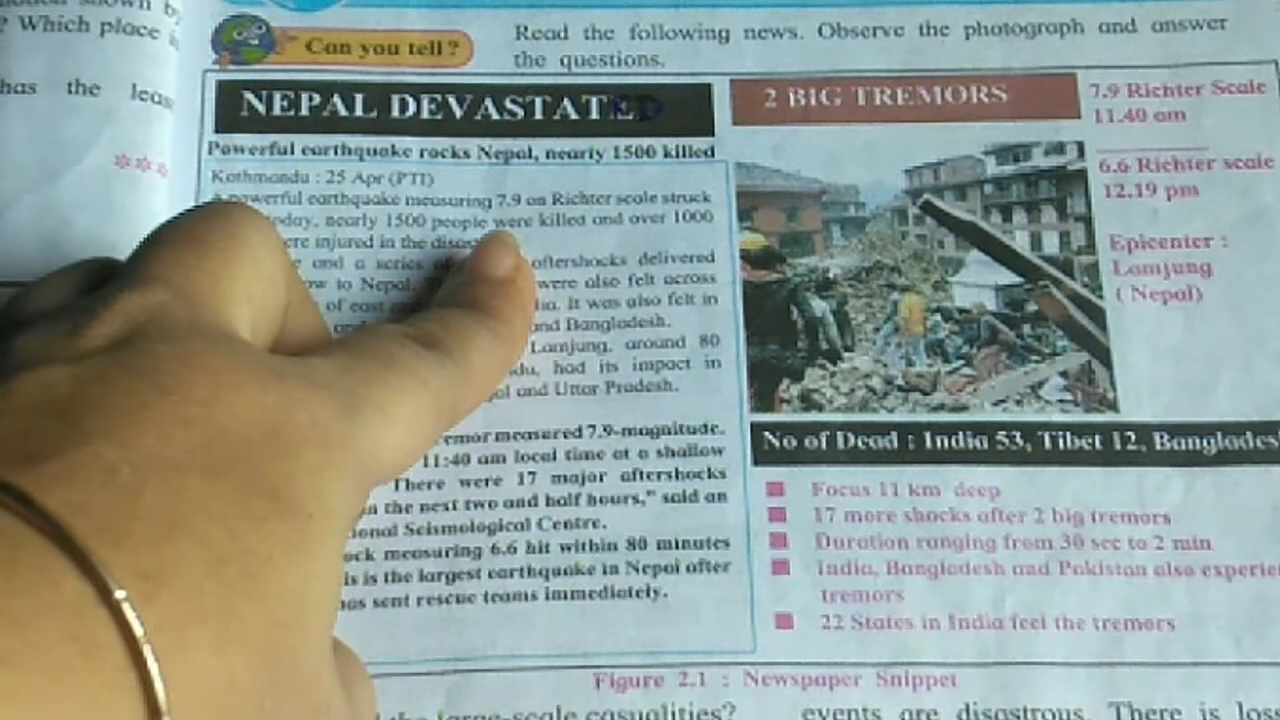 ? Which place
has the
***
Can you tell?
Read the following news. Observe the photograph and answer
the questions.
NEPAL DEVASTATED
Powerful earthquake rocks Nepal, nearly 1500 killed
Kathmandu : 25 Apr (PTI)
powerful earthquake measuring 7.9 on Richter scale struck
nearly 1500 people were killed and over 1000
injured in the
and a series aftershocks delivered
to Nepal, were also felt across
of east It was also felt in
and Bangladesh.
Lamjung, around 80
had its impact in
and Uttar Pradesh.
measured 7.9-magnitude.
11:40 am local time at a shallow
There were 17 major aftershocks
the next two and half hours," said an
Seismological Centre.
measuring 6.6 hit within 80 minutes
is the largest earthquake in Nepal after
has sent rescue teams immediately.
2 BIG TREMORS
7.9 Richter Scale
11.40 am
6.6 Richter scale
12.19 pm
Epicenter :
Lamjung
( Nepal)
No of Dead : India 53, Tibet 12,
Focus 11 km deep
17 more shocks after 2 big tremors
Duration ranging from 30 sec to 2 min
India, Bangladesh and Pakistan also
tremors
22 States in India feel the tremors
Figure 2.1 : Newspaper Snippet
the large-scale casualities?
events are disastrous. There is